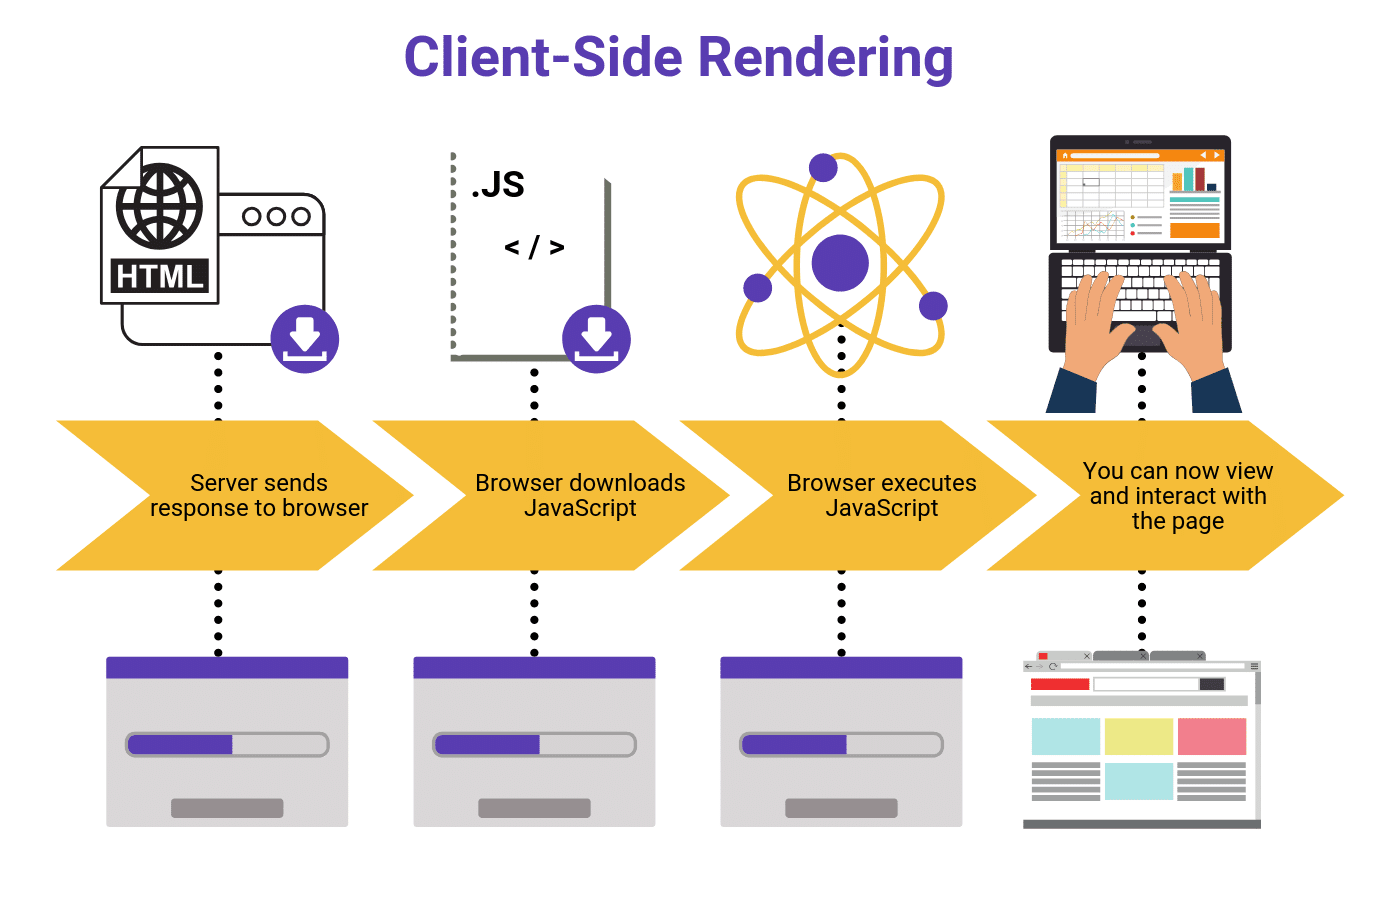 Client-Side Rendering
HTML
.JS
< / >
Server sends
response to browser
Browser downloads
JavaScript
Browser executes
JavaScript
You can now view
and interact with
the page